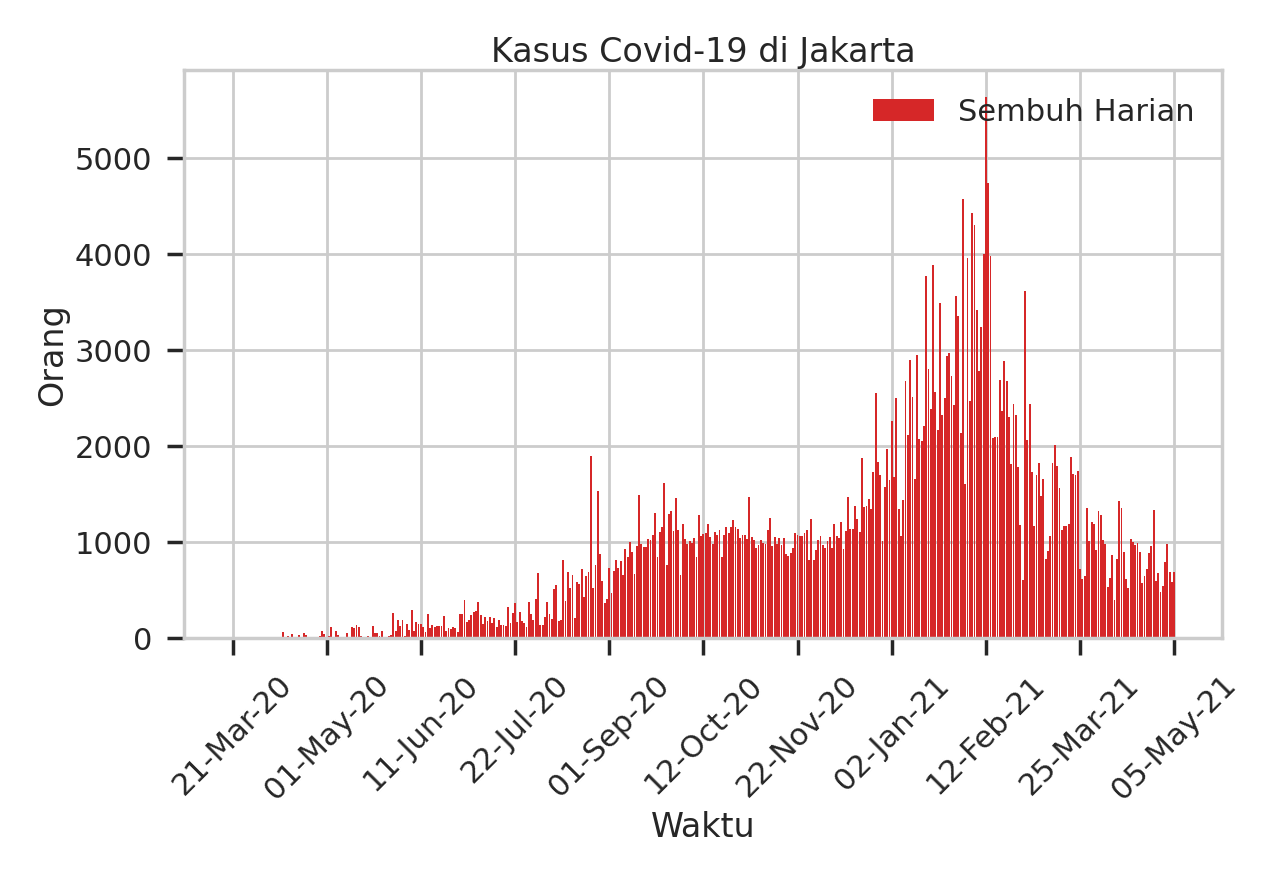 Kasus Covid-19 di Jakarta
Sembuh Harian
Orang
5000
4000
3000
2000
1000
0
21-Mar-20
01-May-20
11-Jun-20
22-Jul-20
01-Sep-20
12-Oct-20
22-Nov-20
02-Jan-21
12-Feb-21
25-Mar-21
05-May-21
Waktu